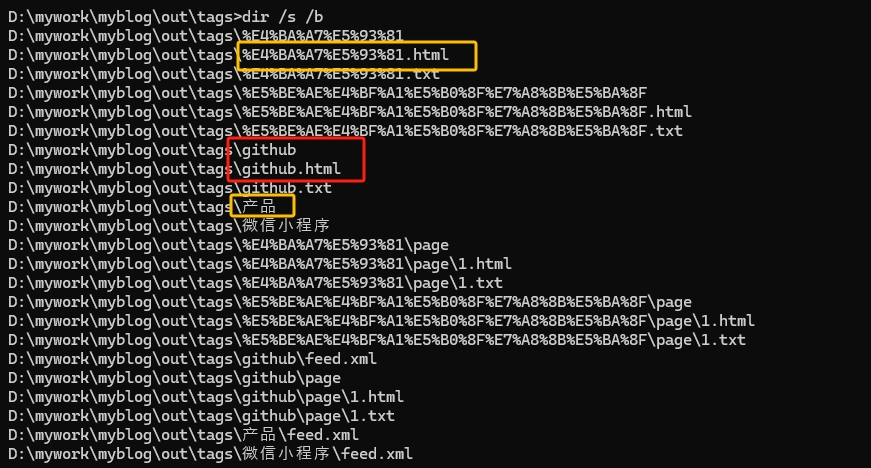 D:\mywork\myblog\out\tags>dir /s /b
D:\mywork\myblog\out\tags\%E4%BA%A7%E5%93%81
D:\mywork\myblog\out\tags\%E4%BA%A7%E5%93%81.html
D:\mywork\myblog\out\tags\%E4%BA%A7%E5%93%81.txt
D:\mywork\myblog\out\tags\%E5%BE%AE%E4%BF%A1%E5%B0%8F%E7%A8%8B%E5%BA%8F
D:\mywork\myblog\out\tags\%E5%BE%AE%E4%BF%A1%E5%B0%8F%E7%A8%8B%E5%BA%8F.html
D:\mywork\myblog\out\tags\%E5%BE%AE%E4%BF%A1%E5%B0%8F%E7%A8%8B%E5%BA%8F.txt
D:\mywork\myblog\out\tags\github
D:\mywork\myblog\out\tags\github.html
D:\mywork\myblog\out\tags\github.txt
D:\mywork\myblog\out\tags\产品
D:\mywork\myblog\out\tags\微信小程序
D:\mywork\myblog\out\tags\%E4%BA%A7%E5%93%81\page
D:\mywork\myblog\out\tags\%E4%BA%A7%E5%93%81\page\1.html
D:\mywork\myblog\out\tags\%E4%BA%A7%E5%93%81\page\1.txt
D:\mywork\myblog\out\tags\%E5%BE%AE%E4%BF%A1%E5%B0%8F%E7%A8%8B%E5%BA%8F\page
D:\mywork\myblog\out\tags\%E5%BE%AE%E4%BF%A1%E5%B0%8F%E7%A8%8B%E5%BA%8F\page\1.html
D:\mywork\myblog\out\tags\%E5%BE%AE%E4%BF%A1%E5%B0%8F%E7%A8%8B%E5%BA%8F\page\1.txt
D:\mywork\myblog\out\tags\github\feed.xml
D:\mywork\myblog\out\tags\github\page
D:\mywork\myblog\out\tags\github\page\1.html
D:\mywork\myblog\out\tags\github\page\1.txt
D:\mywork\myblog\out\tags\产品\feed.xml
D:\mywork\myblog\out\tags\微信小程序\feed.xml